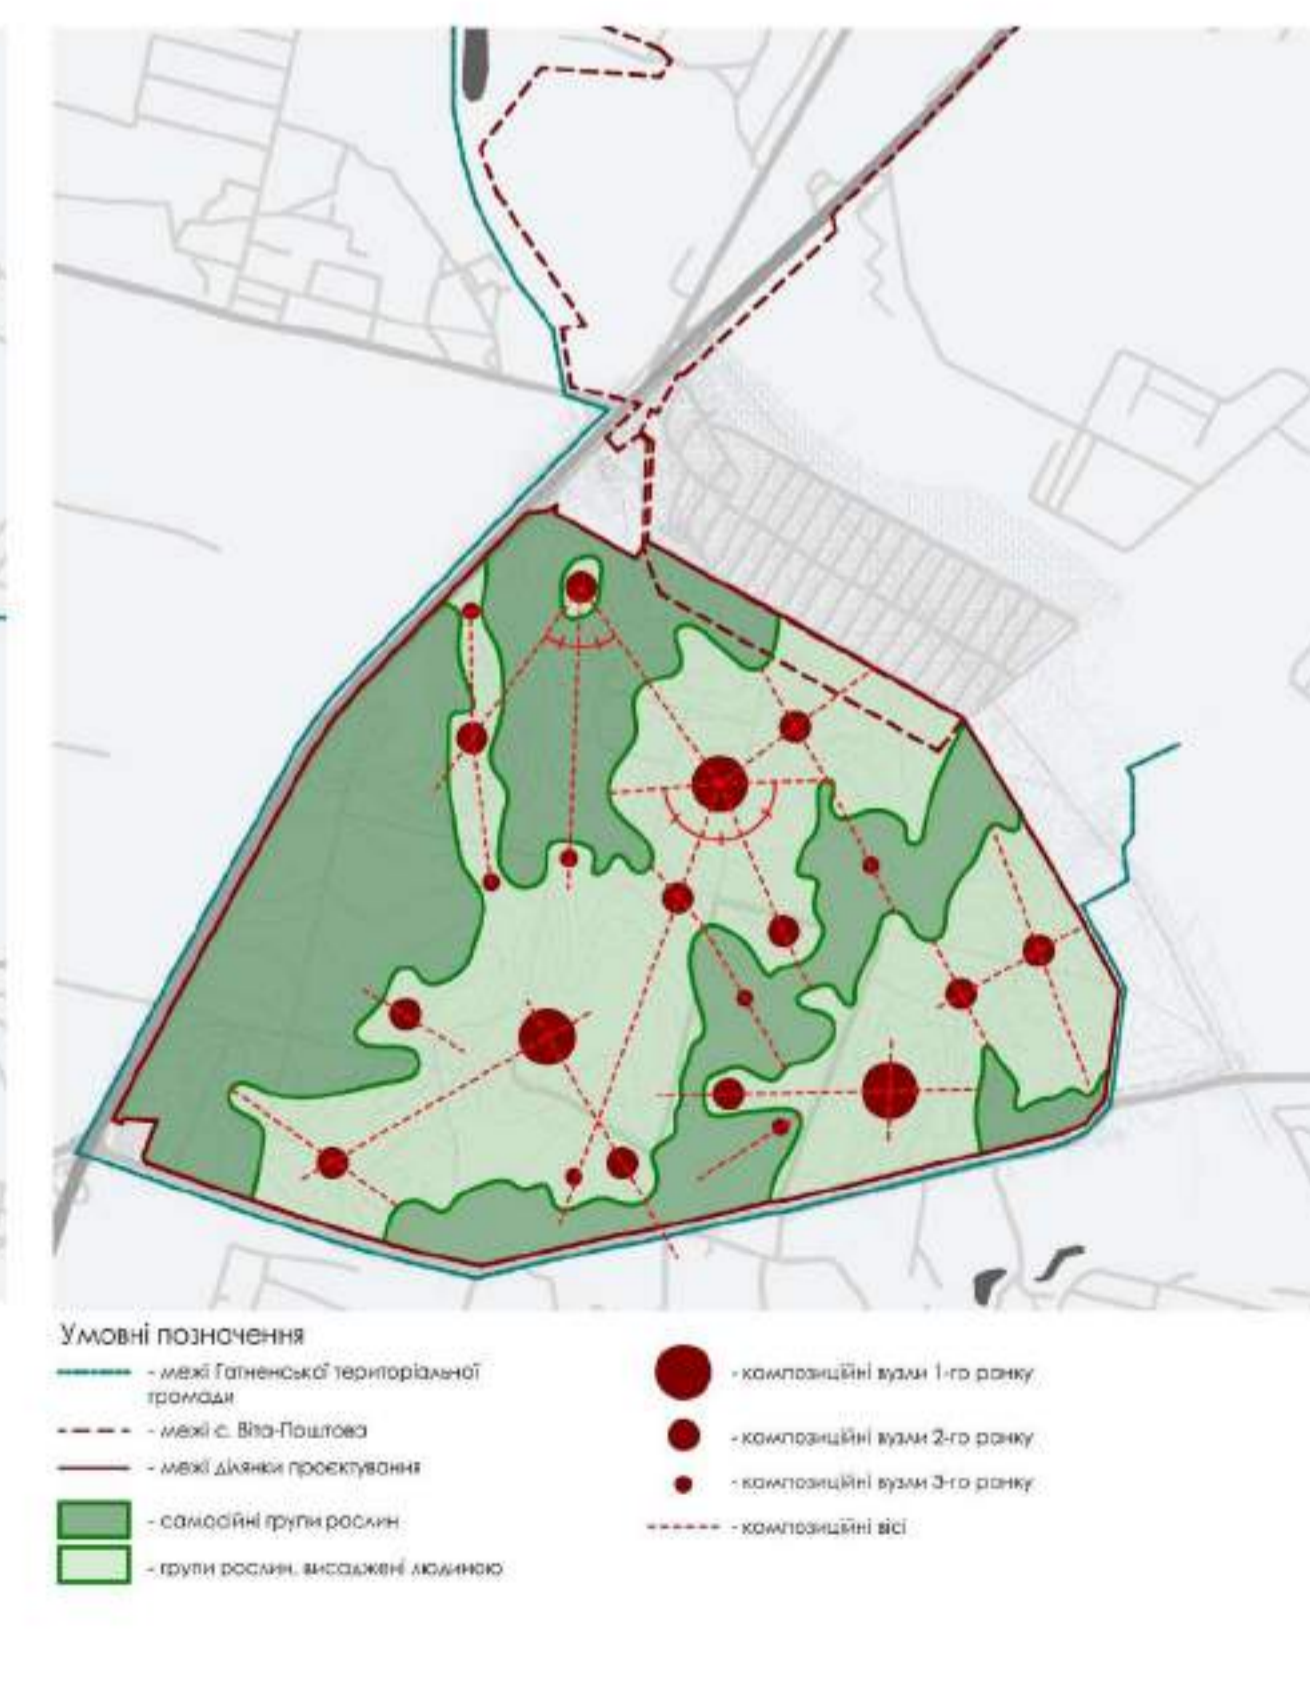 Умовні позначення
- межі Гатненської територіальної
громади
- межі с. Віта-Поштова
- межі ділянки проєктування
- самосійні групи рослин
- групи рослин, висаджені людиною
- композиційні вузли 1-го рангу
- композиційні вузли 2-го рангу
- композиційні вузли 3-го рангу
- композиційні вісі